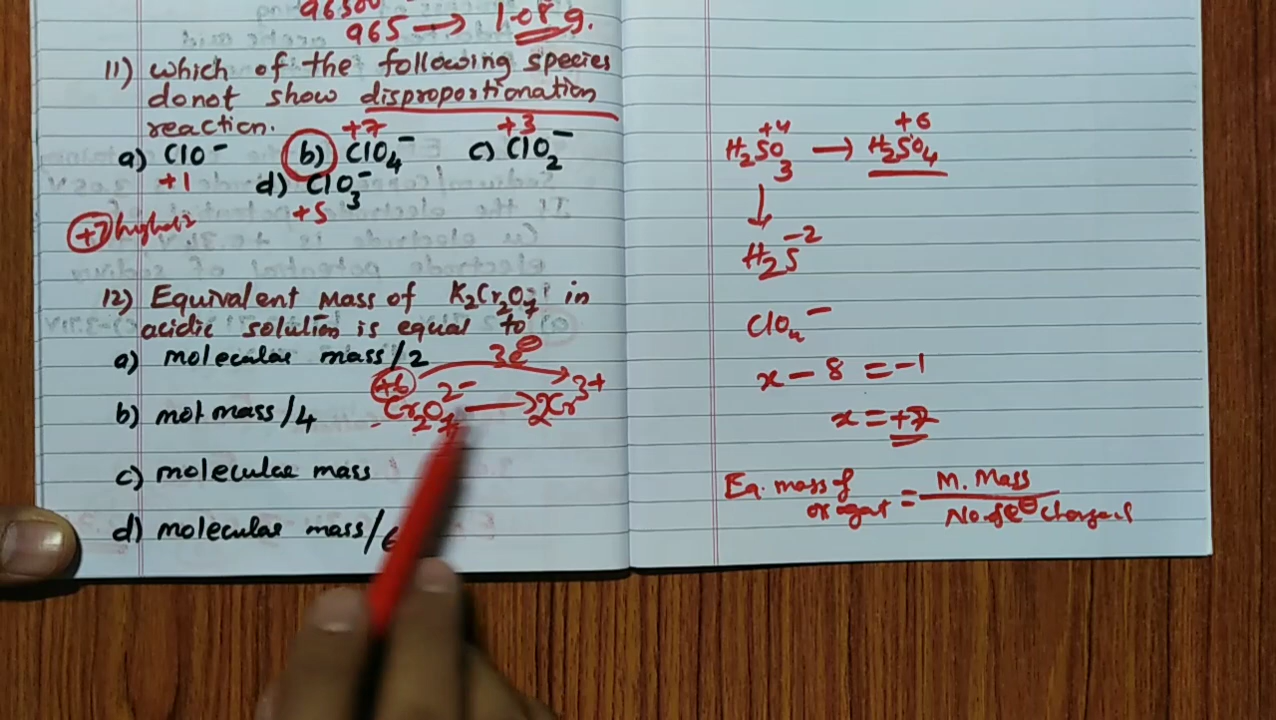 96500
965 → 1.08 g.
11) which of the following species
donot show disproportionation
reaction.
+7 +3
a) ClO⁻ b) ClO₄⁻ c) ClO₂⁻
+1 d) ClO₃⁻
+5
+7
12) Equivalent Mass of K₂Cr₂O₇ in
acidic solution is equal to
a) molecular mass/2 3e⊖
+6
Cr₂O₇²⁻ → 2Cr³⁺
b) mol mass/4
c) molecular mass
d) molecular mass/6
+4 +6
H₂SO₃ → H₂SO₄
↓
H₂S⁻²
ClO₄⁻
x - 8 = -1
x = +7
Eq. mass of = M. Mass
No of e⊖